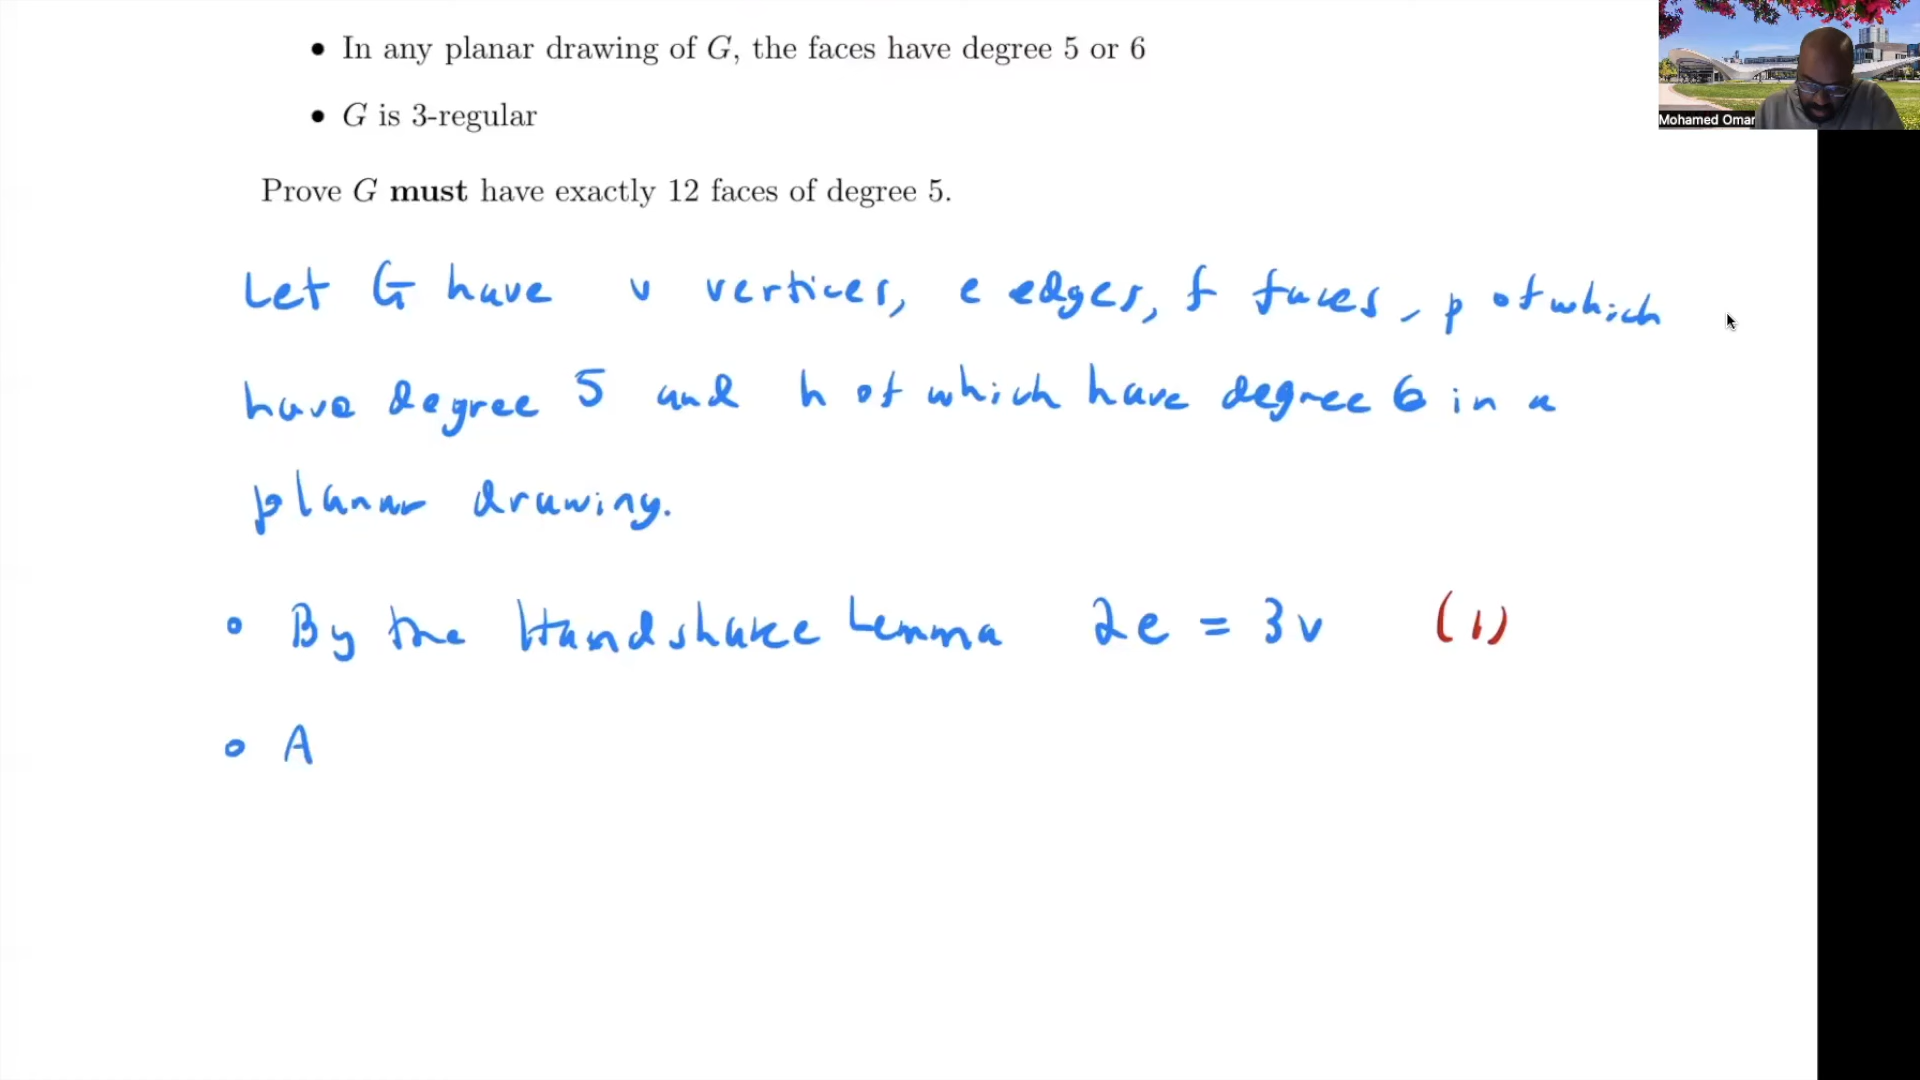 • In any planar drawing of G, the faces have degree 5 or 6
• G is 3-regular
Prove G must have exactly 12 faces of degree 5.
Let G have v vertices, e edges, f faces, p of which
have degree 5 and h of which have degree 6 in a
planar drawing.
• By the Handshake Lemma 2e = 3v (1)
• A
Mohamed Omar